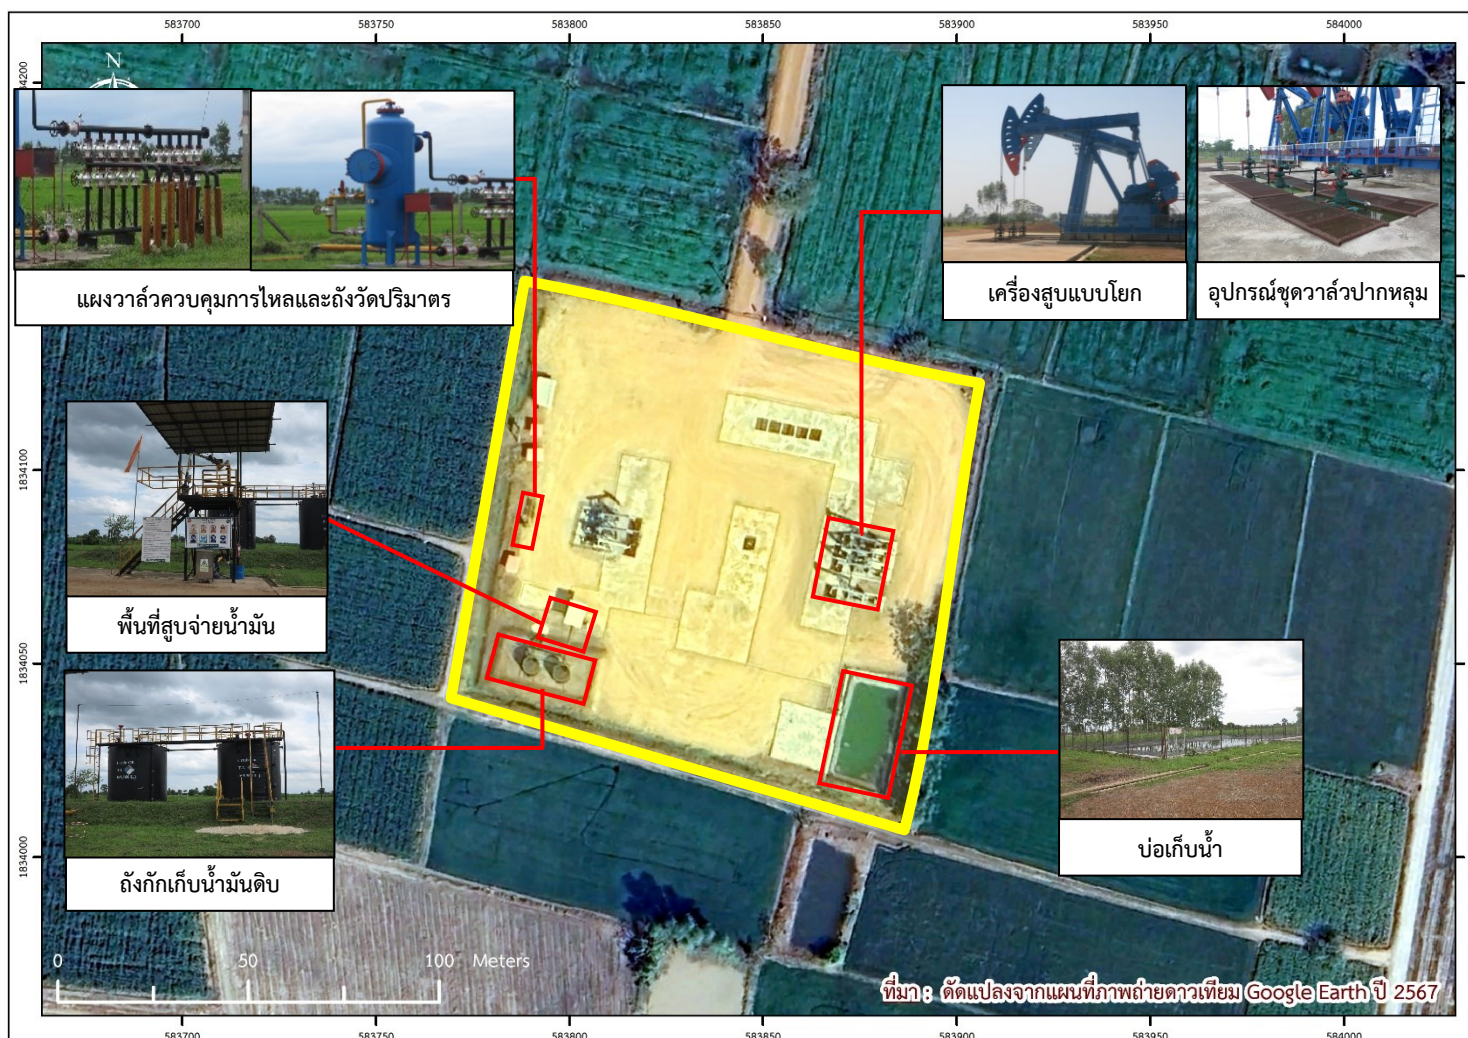 583700 583750 583800 583850 583900 583950 584000
N
แผงวาล์วควบคุมการไหลและถังวัดปริมาตร
เครื่องสูบแบบโยก
อุปกรณ์ชุดวาล์วปากหลุม
พื้นที่สูบจ่ายน้ำมัน
ถังกักเก็บน้ำมันดิบ
บ่อเก็บน้ำ
1834100
1834050
1834000
0 50 100 Meters
ที่มา : ดัดแปลงจากแผนที่ภาพถ่ายดาวเทียม Google Earth ปี 2567
583700 583750 583800 583850 583900 583950 584000